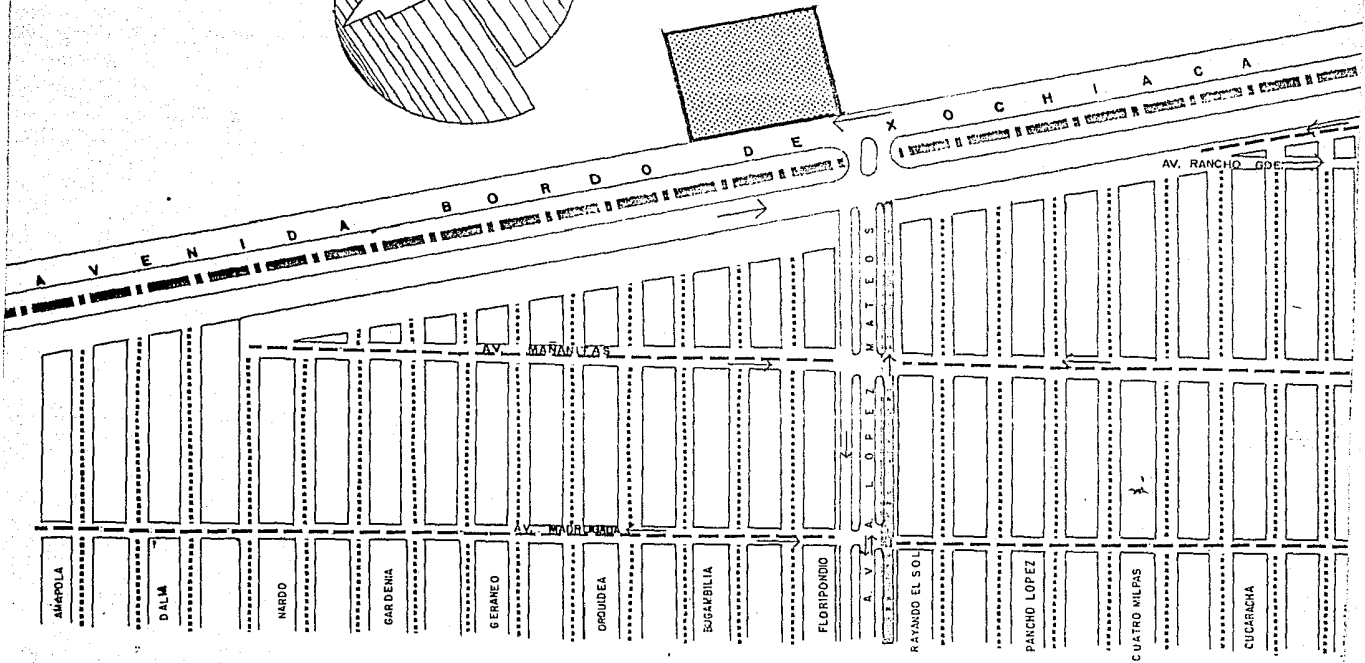 AVENIDA BORDO DE XOCHIACA
AV. RANCHO GDE
AV. MAÑANITAS
AV. MADRUGADA
AV. A. LOPEZ MATEOS
AMAPOLA
DALIA
NARDO
GARDENIA
GERANEO
ORQUIDEA
BUGAMBILIA
FLORIPONDIO
RAYANDO EL SOL
PANCHO LOPEZ
CUATRO MILPAS
CUCARACHA